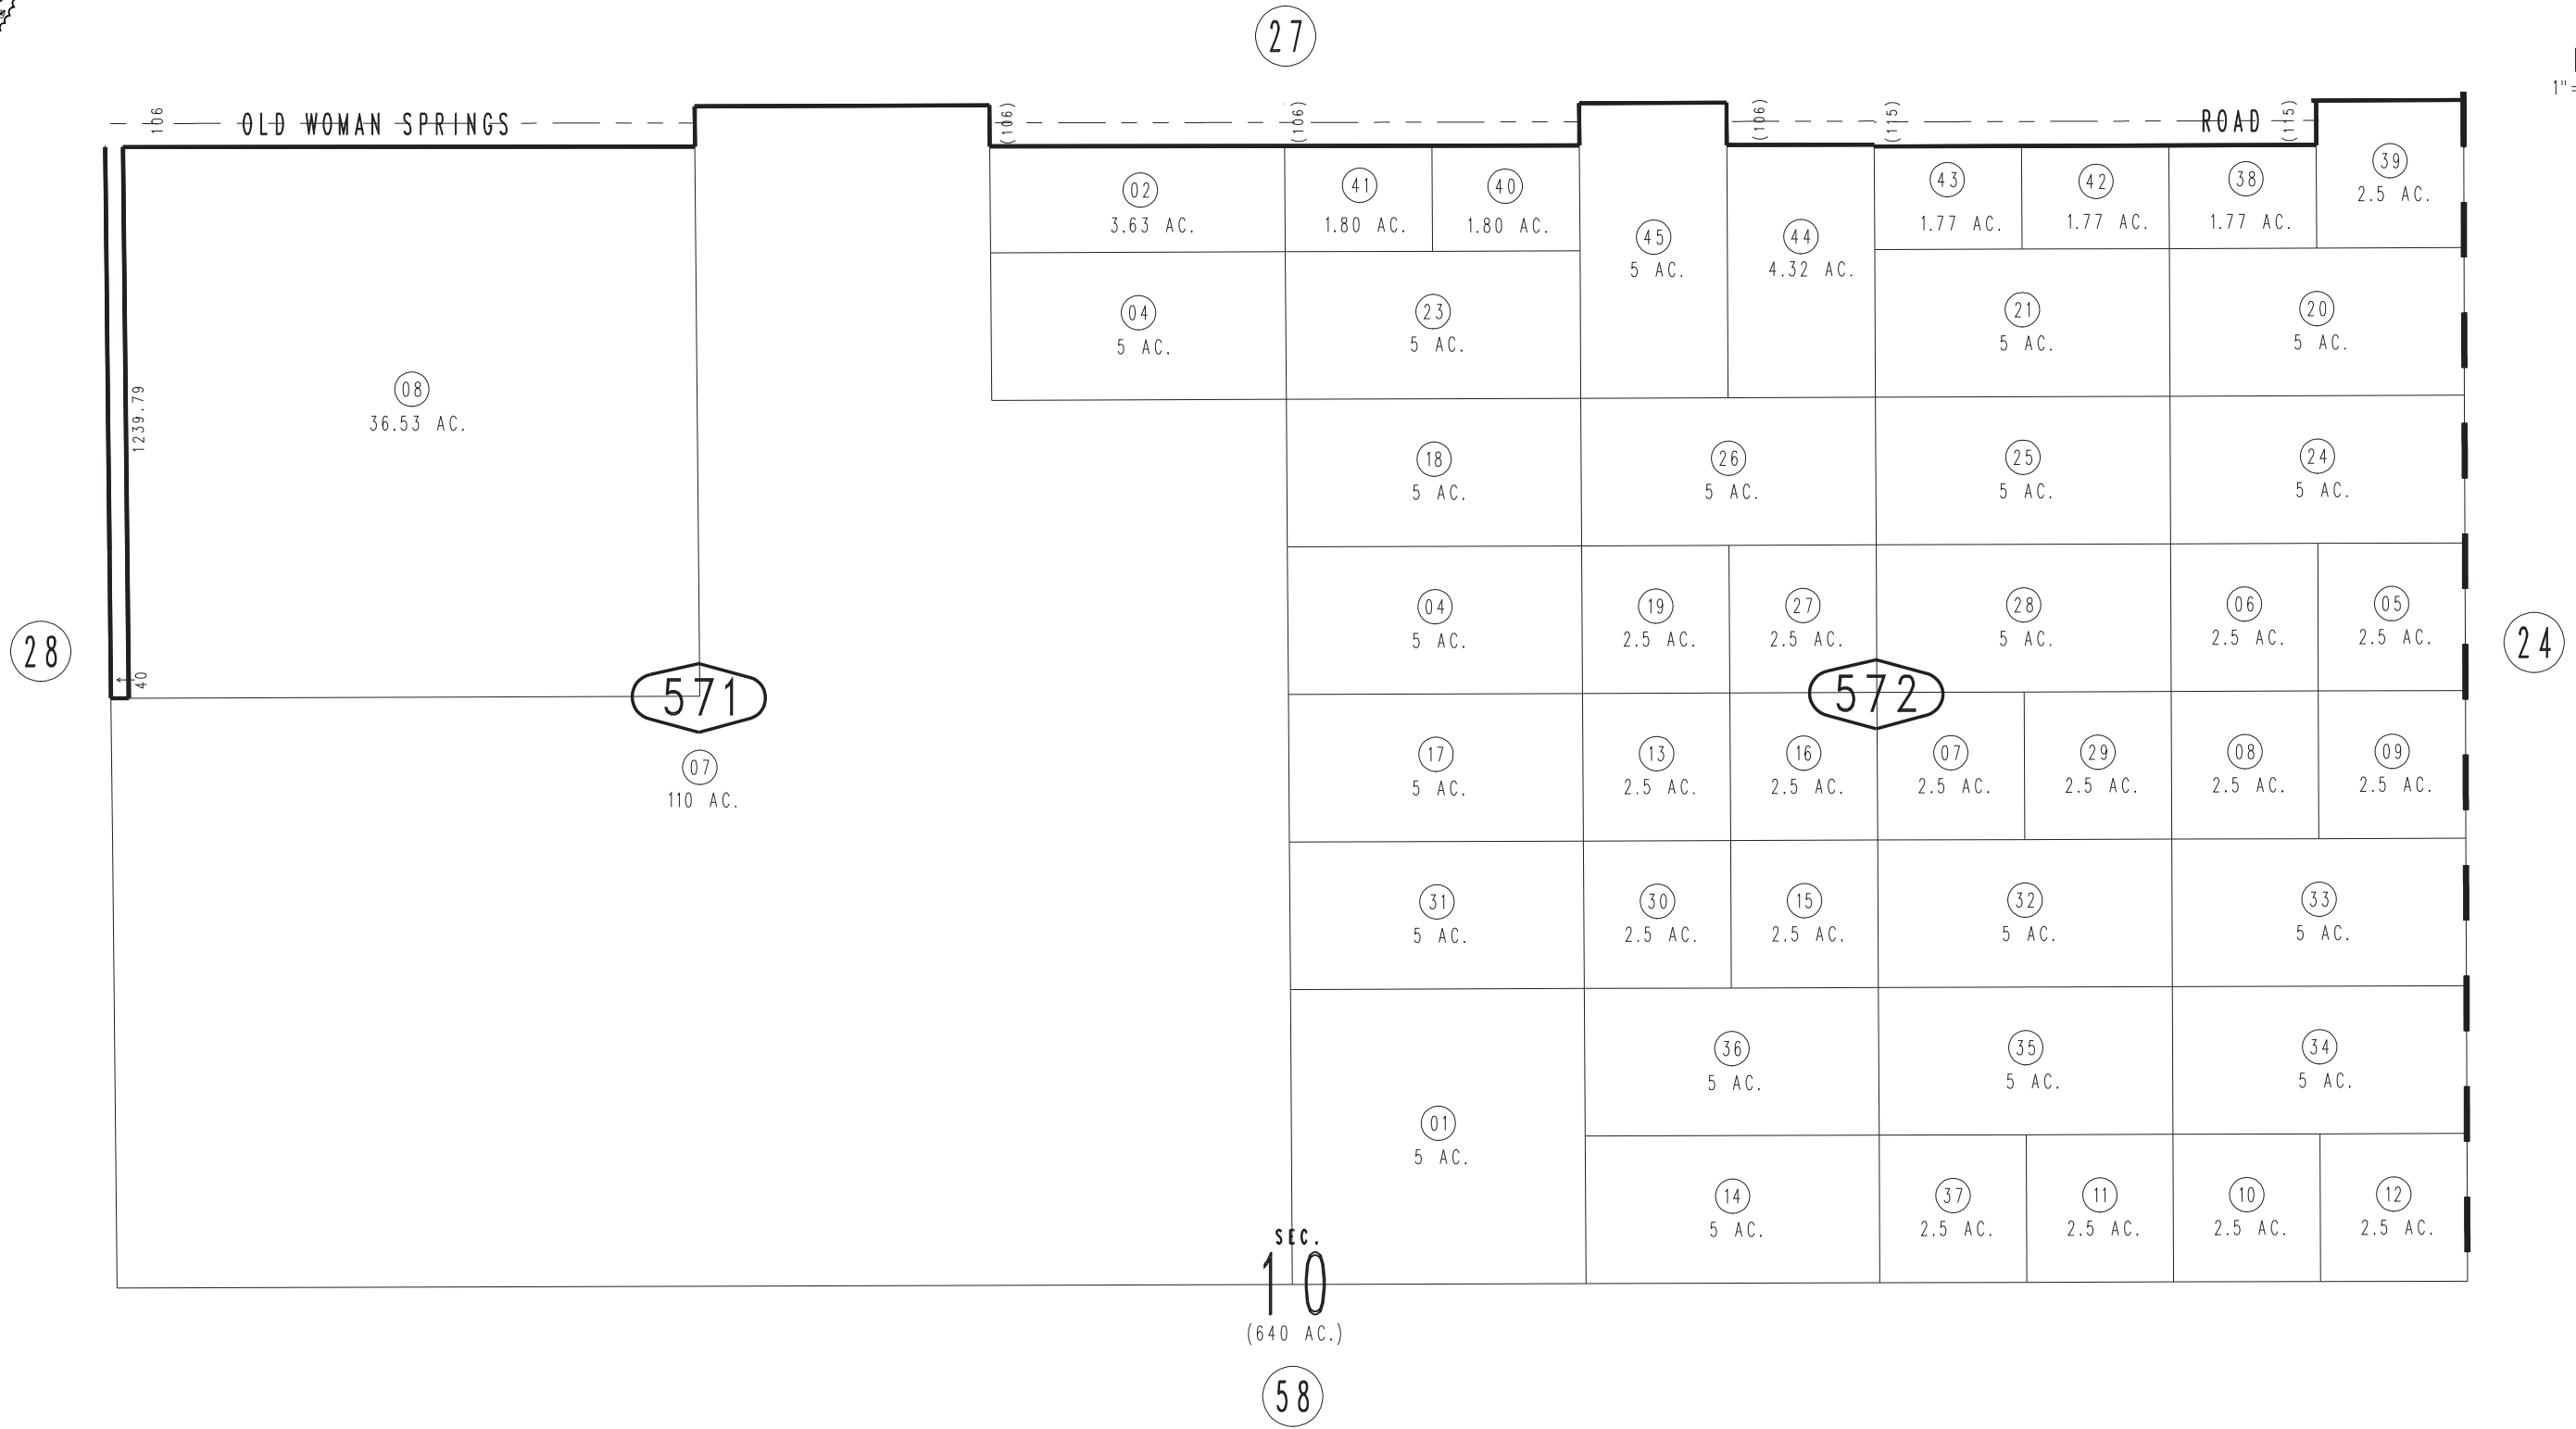 27
1"=
106
OLD WOMAN SPRINGS
(106)
(106)
(106)
(115)
ROAD
(115)
39
2.5 AC.
02
3.63 AC.
41
1.80 AC.
40
1.80 AC.
43
1.77 AC.
42
1.77 AC.
38
1.77 AC.
45
5 AC.
44
4.32 AC.
04
5 AC.
23
5 AC.
21
5 AC.
20
5 AC.
1239.79
08
36.53 AC.
18
5 AC.
26
5 AC.
25
5 AC.
24
5 AC.
04
5 AC.
19
2.5 AC.
27
2.5 AC.
28
5 AC.
06
2.5 AC.
05
2.5 AC.
28
40
571
572
24
07
110 AC.
17
5 AC.
13
2.5 AC.
16
2.5 AC.
07
2.5 AC.
29
2.5 AC.
08
2.5 AC.
09
2.5 AC.
31
5 AC.
30
2.5 AC.
15
2.5 AC.
32
5 AC.
33
5 AC.
36
5 AC.
35
5 AC.
34
5 AC.
01
5 AC.
14
5 AC.
37
2.5 AC.
11
2.5 AC.
10
2.5 AC.
12
2.5 AC.
SEC.
10
(640 AC.)
58